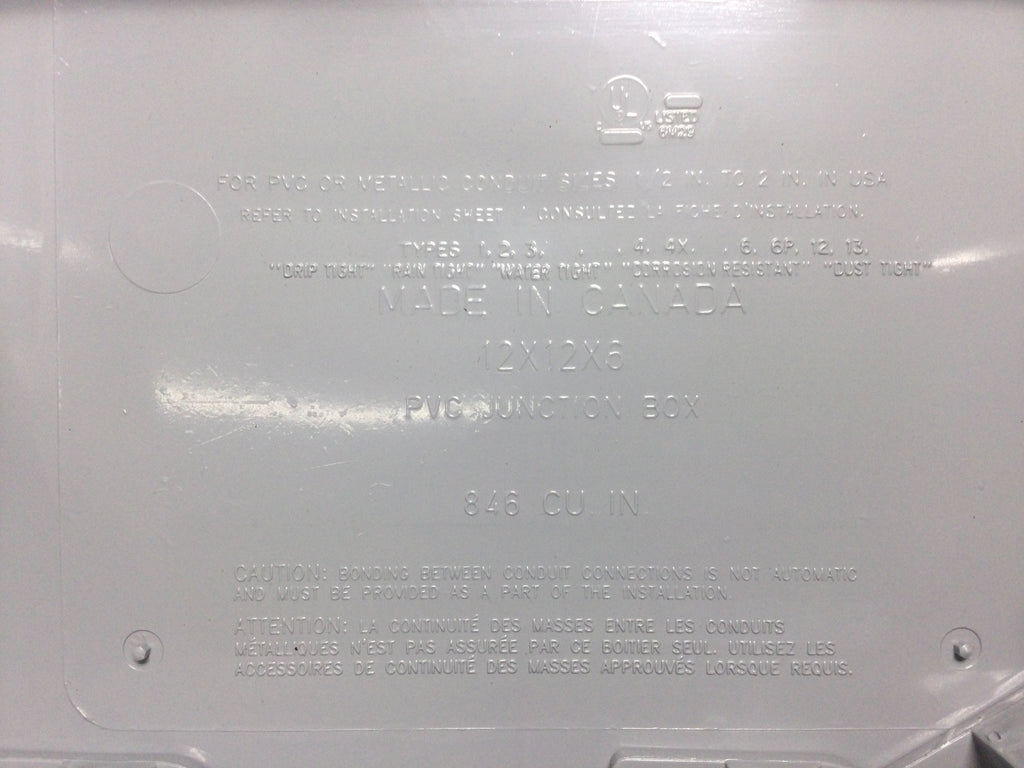 UL
LISTED
FOR PVC OR METALLIC CONDUIT SIZES 1/2 IN. TO 2 IN. IN USA
REFER TO INSTALLATION SHEET / CONSULTEZ LA FICHE D'INSTALLATION.
TYPES 1, 2, 3, , , 4, 4X, , 6, 6P, 12, 13.
"DRIP TIGHT" "RAIN TIGHT" "WATER TIGHT" "CORROSION RESISTANT" "DUST TIGHT"
MADE IN CANADA
12X12X6
PVC JUNCTION BOX
846 CU. IN.
CAUTION: BONDING BETWEEN CONDUIT CONNECTIONS IS NOT AUTOMATIC
AND MUST BE PROVIDED AS A PART OF THE INSTALLATION.
ATTENTION: LA CONTINUITÉ DES MASSES ENTRE LES CONDUITS
MÉTALLIQUES N'EST PAS ASSURÉE PAR CE BOITIER SEUL. UTILISEZ LES
ACCESSOIRES DE CONTINUITÉ DES MASSES APPROUVÉS LORSQUE REQUIS.